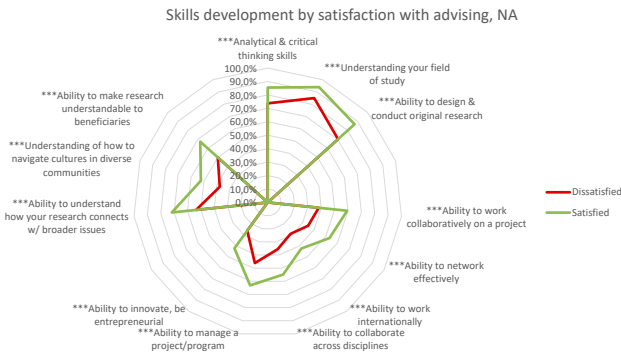 Skills development by satisfaction with advising, NA
***Analytical & critical
thinking skills
***Understanding your field
of study
***Ability to design &
conduct original research
***Ability to work
collaboratively on a project
***Ability to network
effectively
***Ability to work
internationally
***Ability to collaborate
across disciplines
***Ability to manage a
project/program
***Ability to innovate, be
entrepreneurial
***Ability to understand
how your research connects
w/ broader issues
***Understanding of how to
navigate cultures in diverse
communities
***Ability to make research
understandable to
beneficiaries
100,0%
90,0%
80,0%
70,0%
60,0%
50,0%
40,0%
30,0%
20,0%
10,0%
0,0%
Dissatisfied
Satisfied